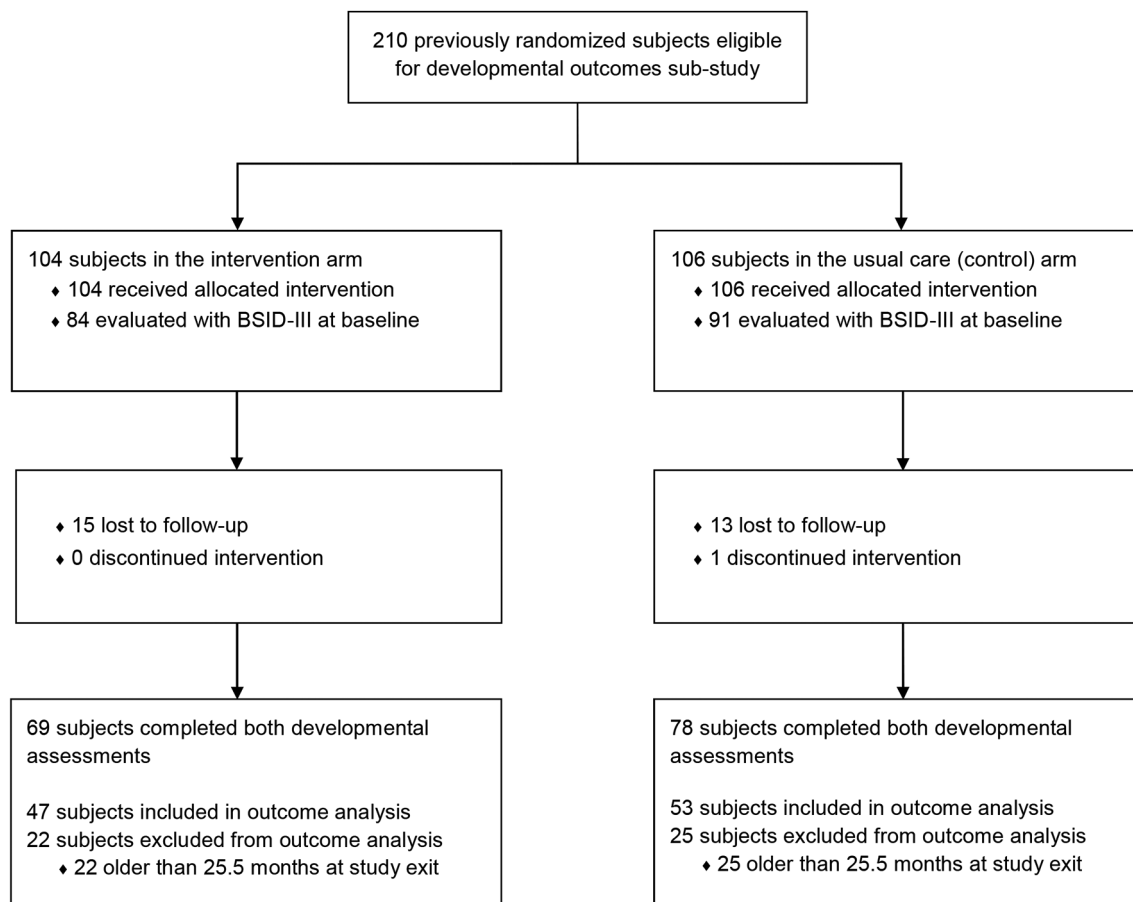 210 previously randomized subjects eligible
for developmental outcomes sub-study
104 subjects in the intervention arm
♦ 104 received allocated intervention
♦ 84 evaluated with BSID-III at baseline
106 subjects in the usual care (control) arm
♦ 106 received allocated intervention
♦ 91 evaluated with BSID-III at baseline
♦ 15 lost to follow-up
♦ 0 discontinued intervention
♦ 13 lost to follow-up
♦ 1 discontinued intervention
69 subjects completed both developmental
assessments
47 subjects included in outcome analysis
22 subjects excluded from outcome analysis
♦ 22 older than 25.5 months at study exit
78 subjects completed both developmental
assessments
53 subjects included in outcome analysis
25 subjects excluded from outcome analysis
♦ 25 older than 25.5 months at study exit